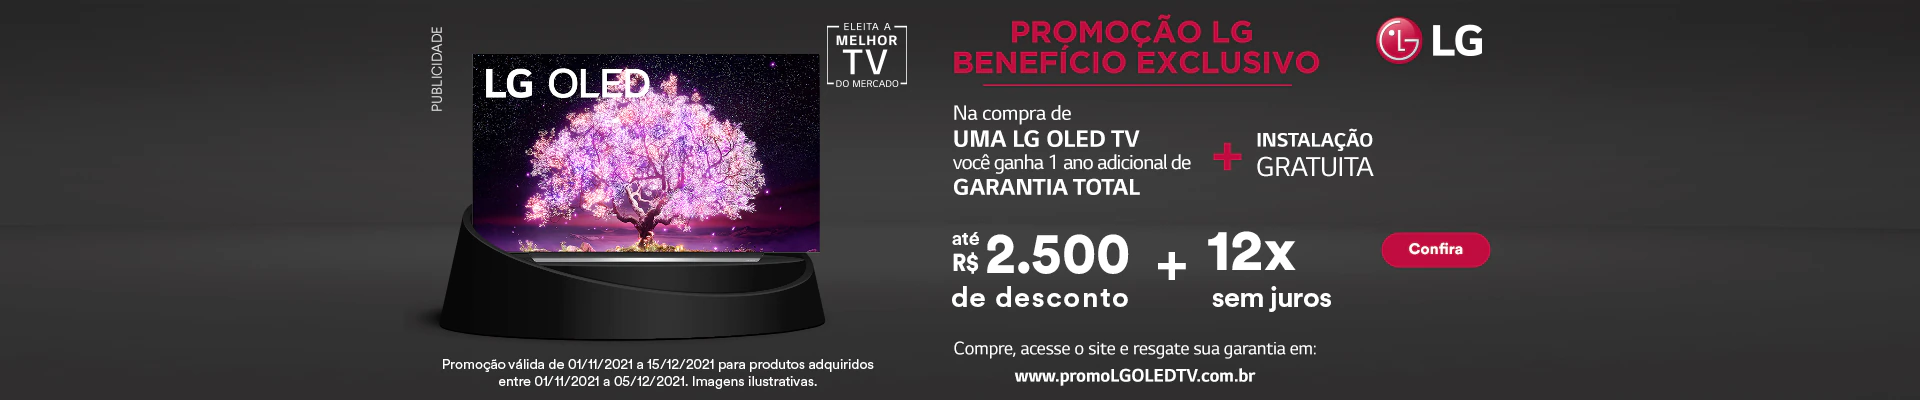 PUBLICIDADE
LG OLED
ELEITA A
MELHOR
TV
DO MERCADO
PROMOÇÃO LG
BENEFÍCIO EXCLUSIVO
LG
Na compra de
UMA LG OLED TV
você ganha 1 ano adicional de
GARANTIA TOTAL
+
INSTALAÇÃO
GRATUITA
até
R$ 2.500
de desconto
+
12x
sem juros
Confira
Compre, acesse o site e resgate sua garantia em:
www.promoLGOLEDTV.com.br
Promoção válida de 01/11/2021 a 15/12/2021 para produtos adquiridos
entre 01/11/2021 a 05/12/2021. Imagens ilustrativas.